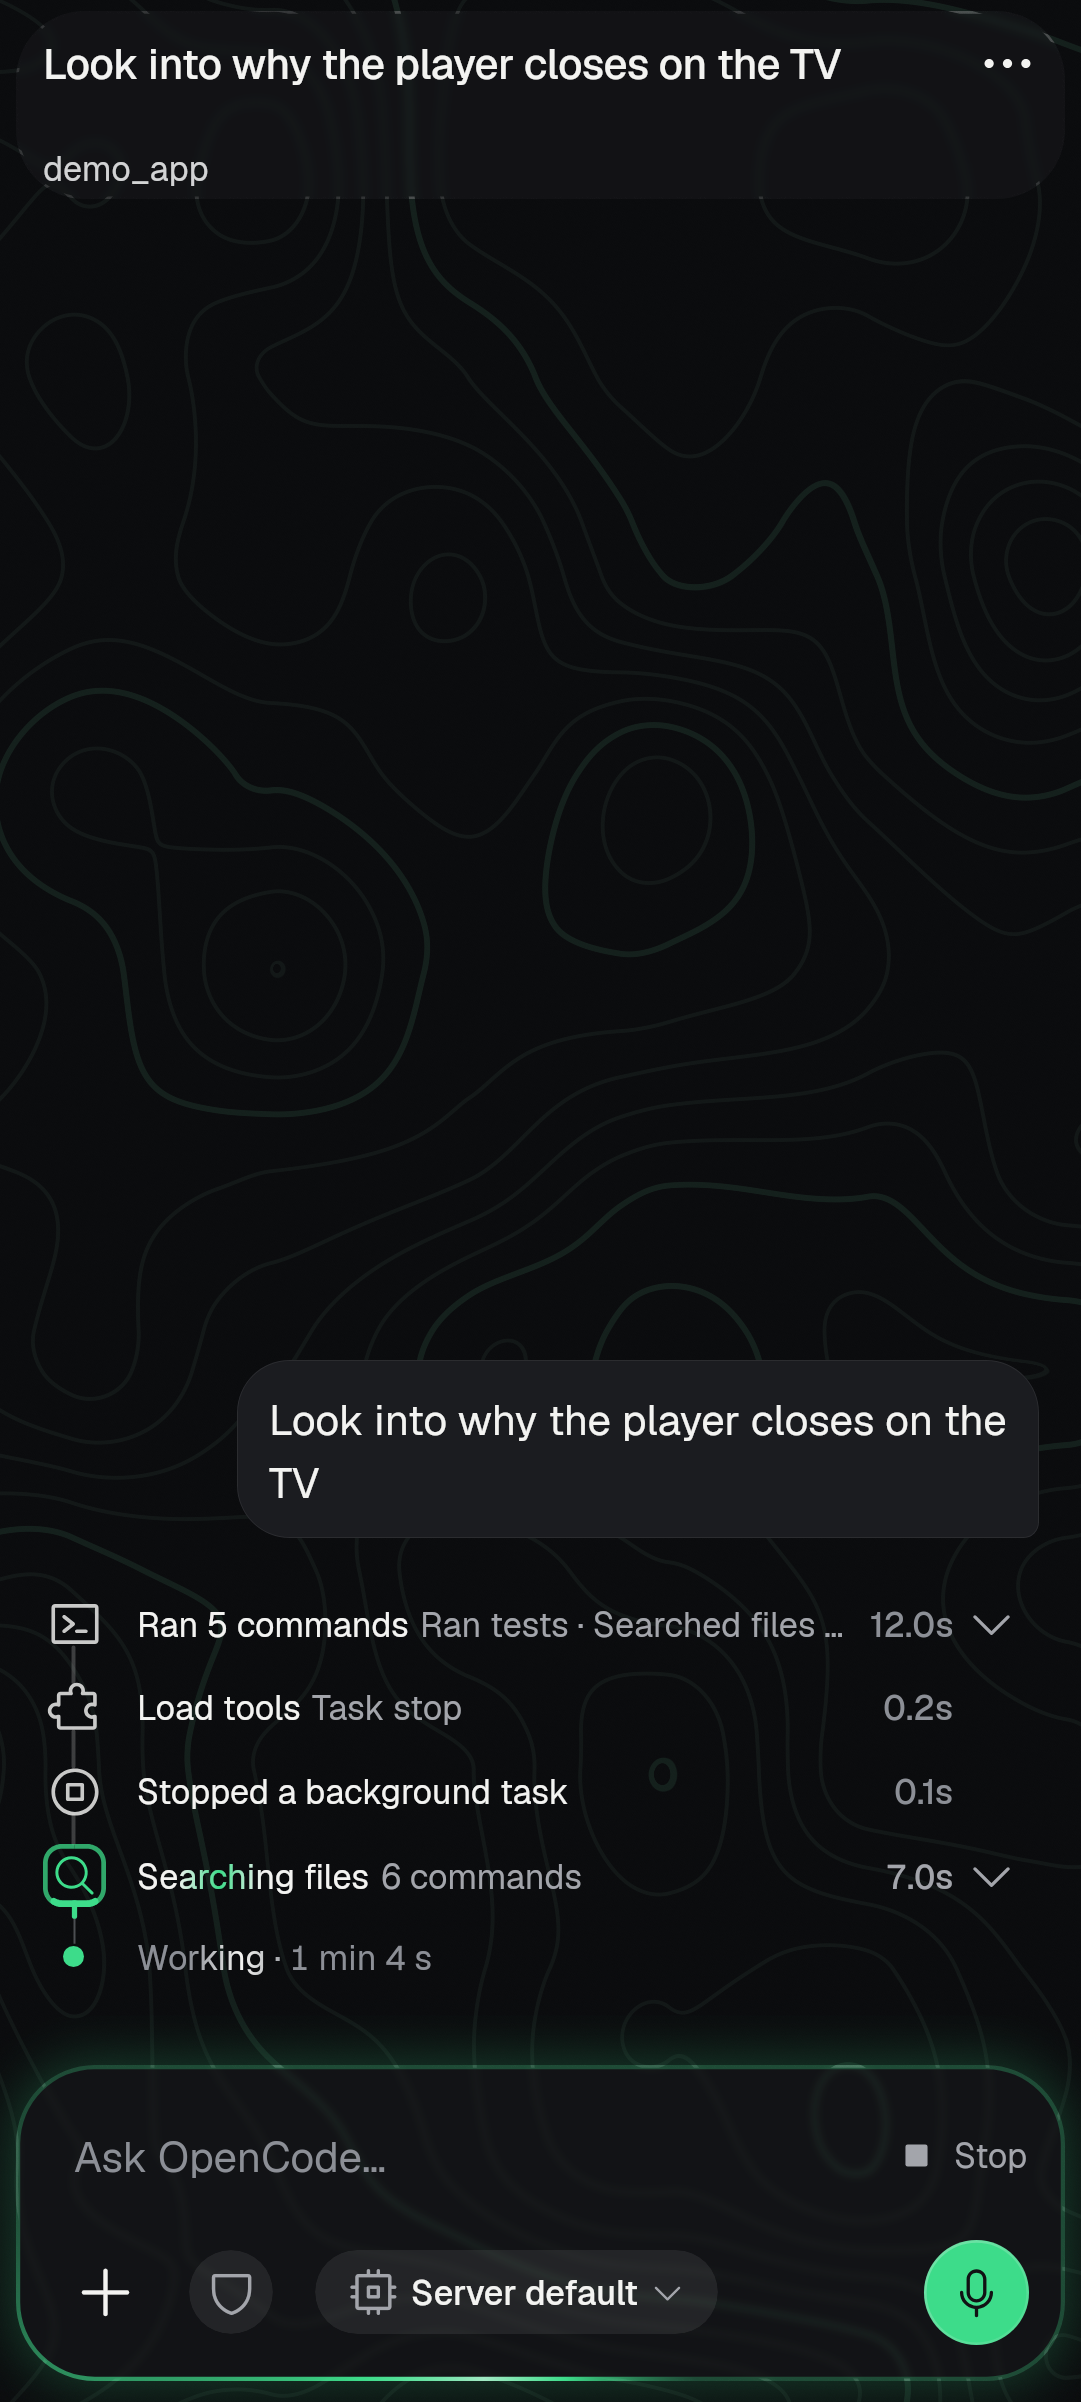 Look into why the player closes on the TV
demo_app
Look into why the player closes on the
TV
Ran 5 commands Ran tests · Searched files ... 12.0s
Load tools Task stop 0.2s
Stopped a background task 0.1s
Searching files 6 commands 7.0s
Working · 1 min 4 s
Ask OpenCode... Stop
Server default